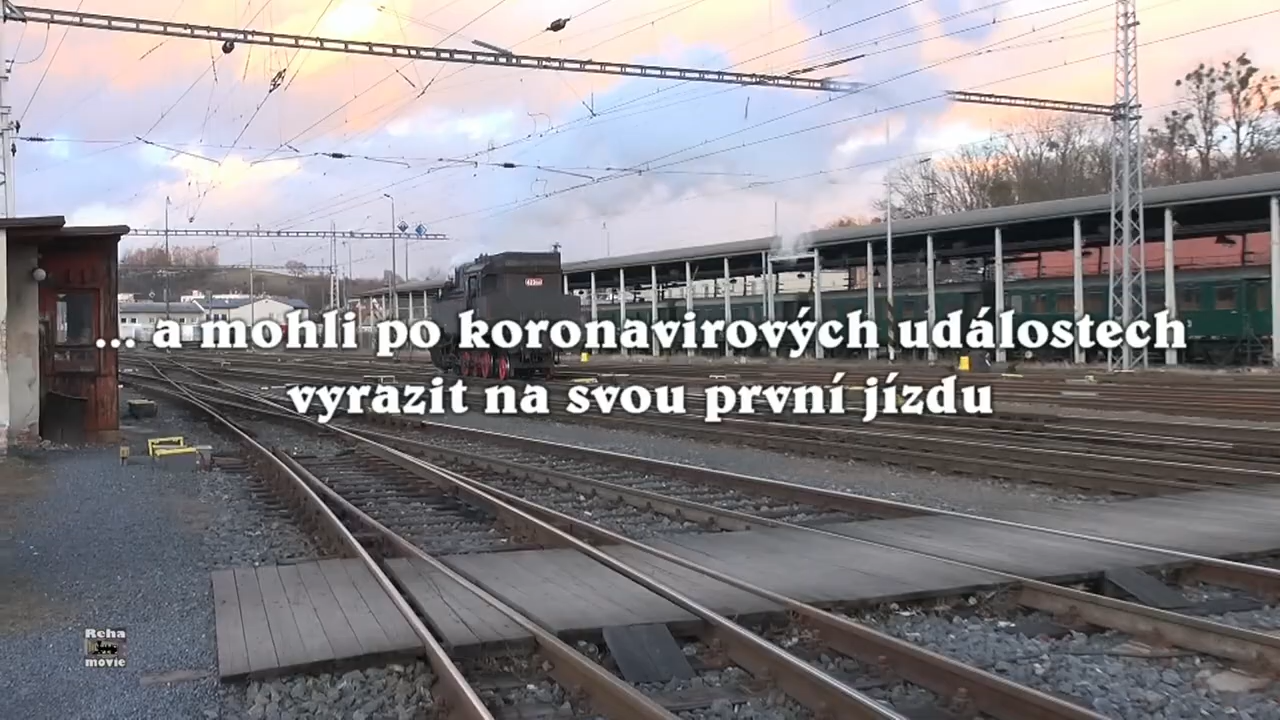 ... a mohli po koronavirových událostech
vyrazit na svou první jízdu
Reha
movie